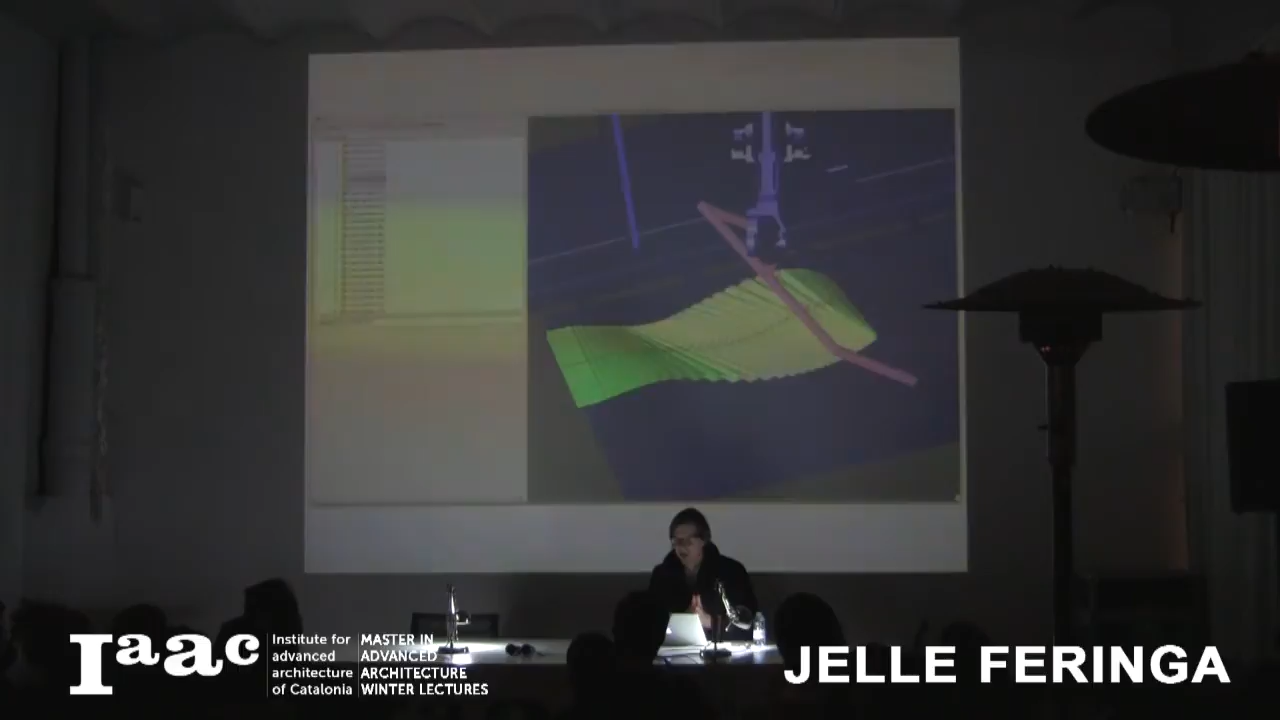 Iaac
Institute for
advanced
architecture
of Catalonia
MASTER IN
ADVANCED
ARCHITECTURE
WINTER LECTURES
JELLE FERINGA